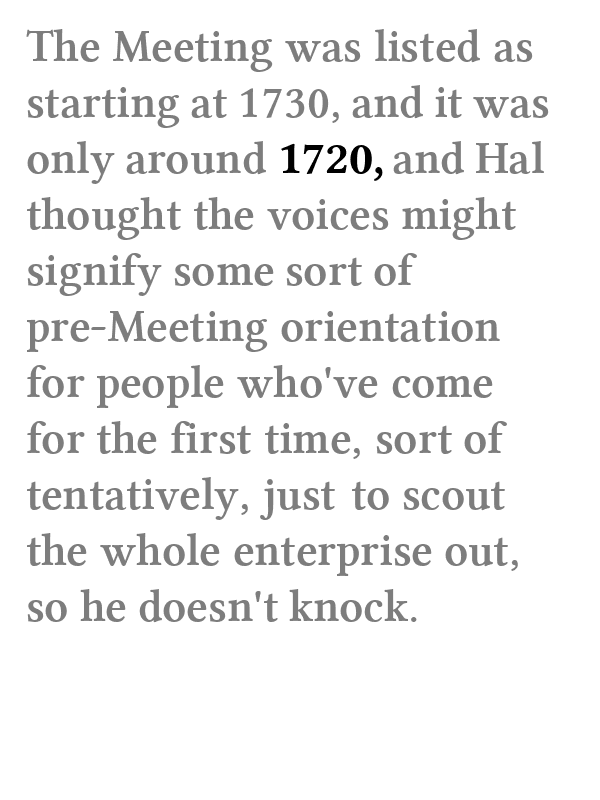 The Meeting was listed as
starting at 1730, and it was
only around 1720, and Hal
thought the voices might
signify some sort of
pre-Meeting orientation
for people who've come
for the first time, sort of
tentatively, just to scout
the whole enterprise out,
so he doesn't knock.